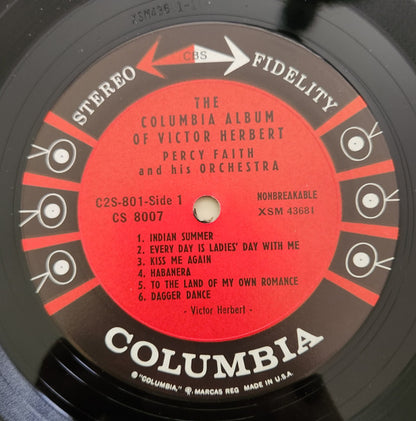 STEREO CBS FIDELITY
THE
COLUMBIA ALBUM
OF VICTOR HERBERT
PERCY FAITH
and his ORCHESTRA
C2S-801-Side 1 NONBREAKABLE
CS 8007 XSM 43681
1. INDIAN SUMMER
2. EVERY DAY IS LADIES' DAY WITH ME
3. KISS ME AGAIN
4. HABANERA
5. TO THE LAND OF MY OWN ROMANCE
6. DAGGER DANCE
- Victor Herbert -
COLUMBIA
® "COLUMBIA," MARCAS REG MADE IN U.S.A.